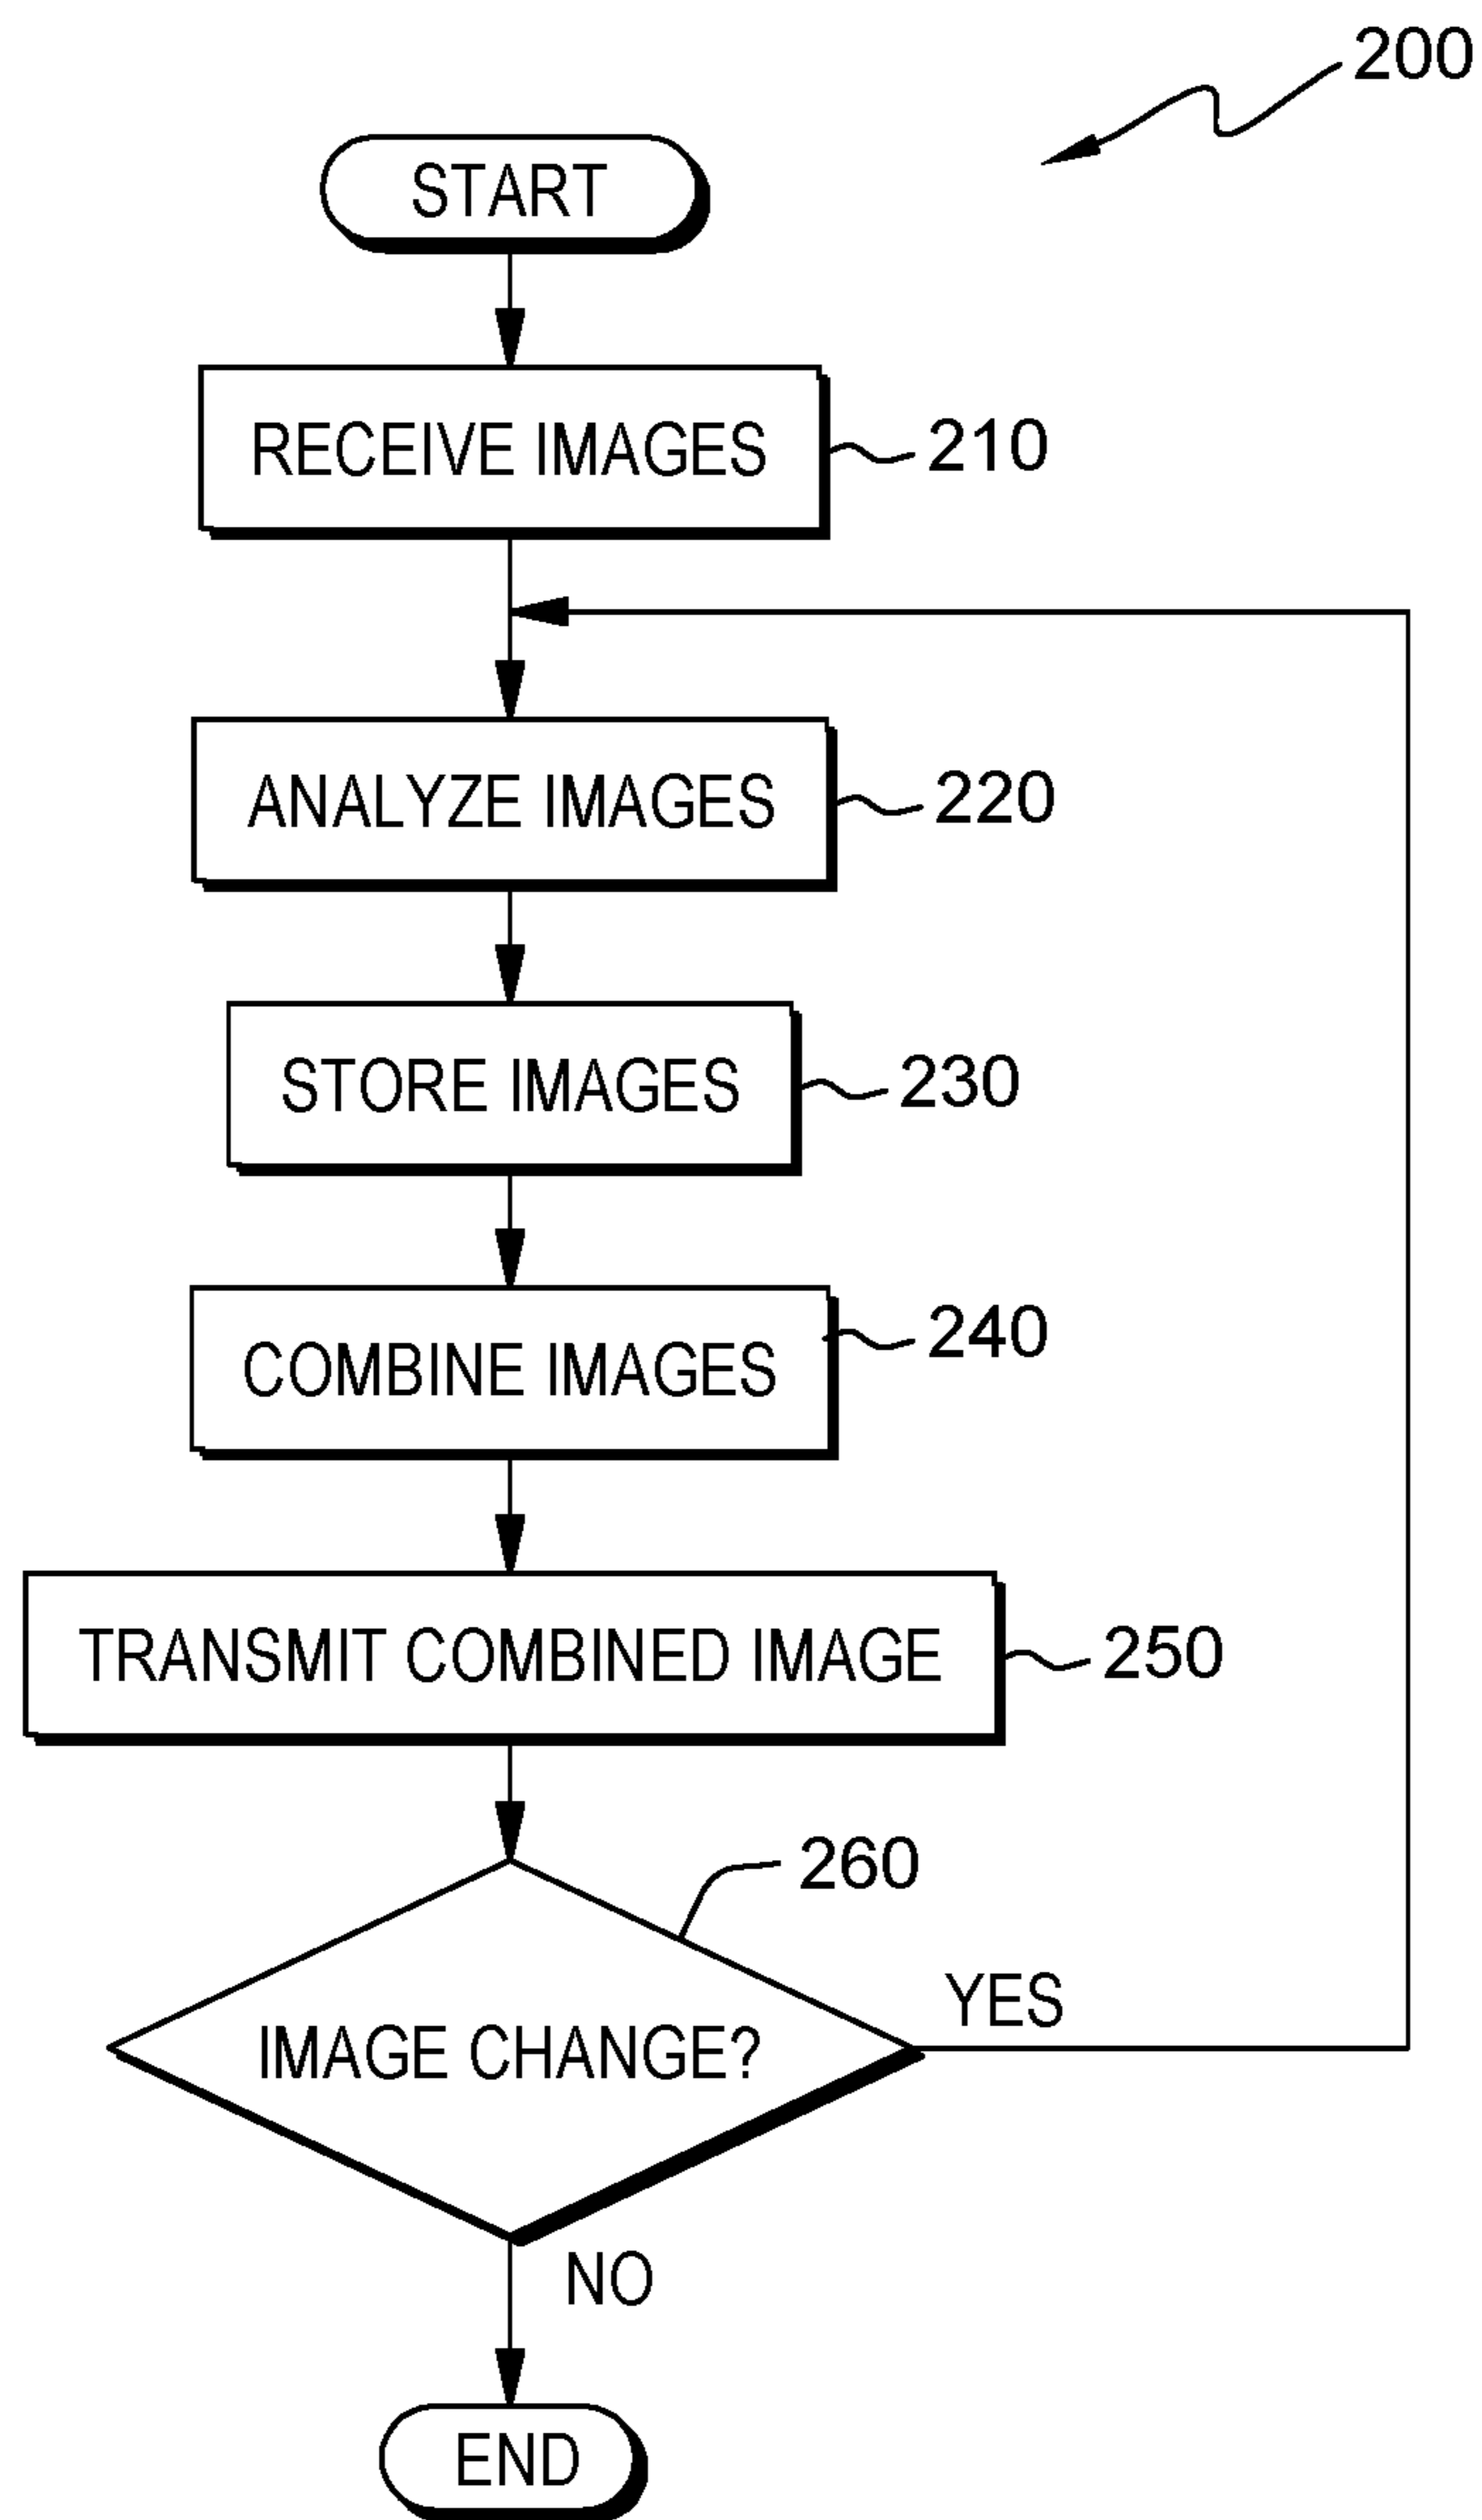 200
START
RECEIVE IMAGES
210
ANALYZE IMAGES
220
STORE IMAGES
230
COMBINE IMAGES
240
TRANSMIT COMBINED IMAGE
250
260
IMAGE CHANGE?
YES
NO
END